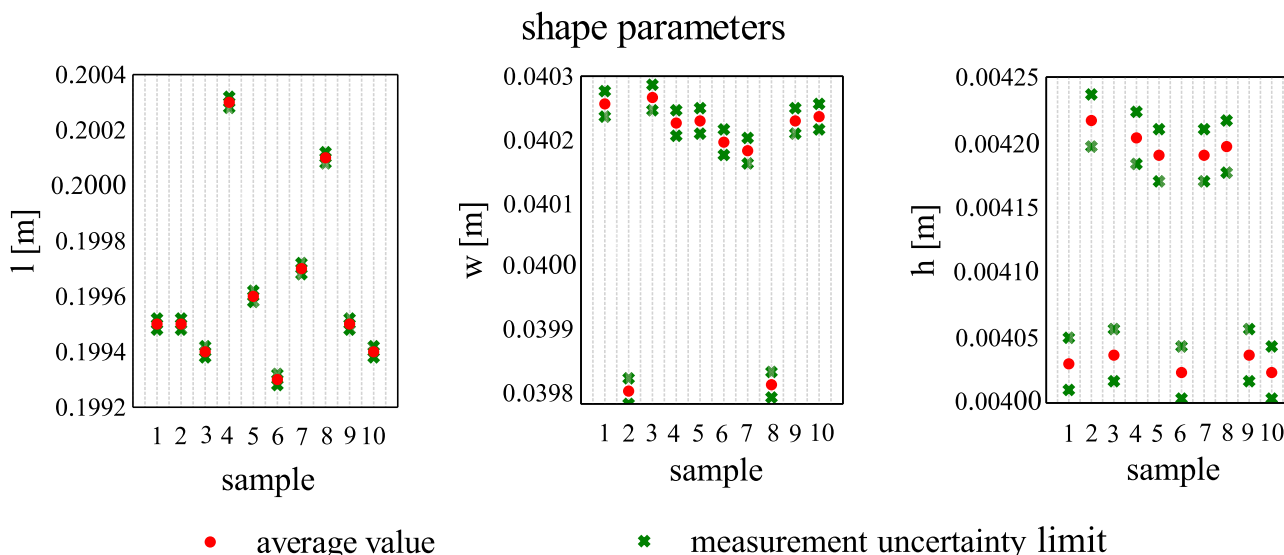 shape parameters
l [m]
0.2004
0.2002
0.2000
0.1998
0.1996
0.1994
0.1992
1 2 3 4 5 6 7 8 9 10
sample
w [m]
0.0403
0.0402
0.0401
0.0400
0.0399
0.0398
1 2 3 4 5 6 7 8 9 10
sample
h [m]
0.00425
0.00420
0.00415
0.00410
0.00405
0.00400
1 2 3 4 5 6 7 8 9 10
sample
average value
measurement uncertainty limit